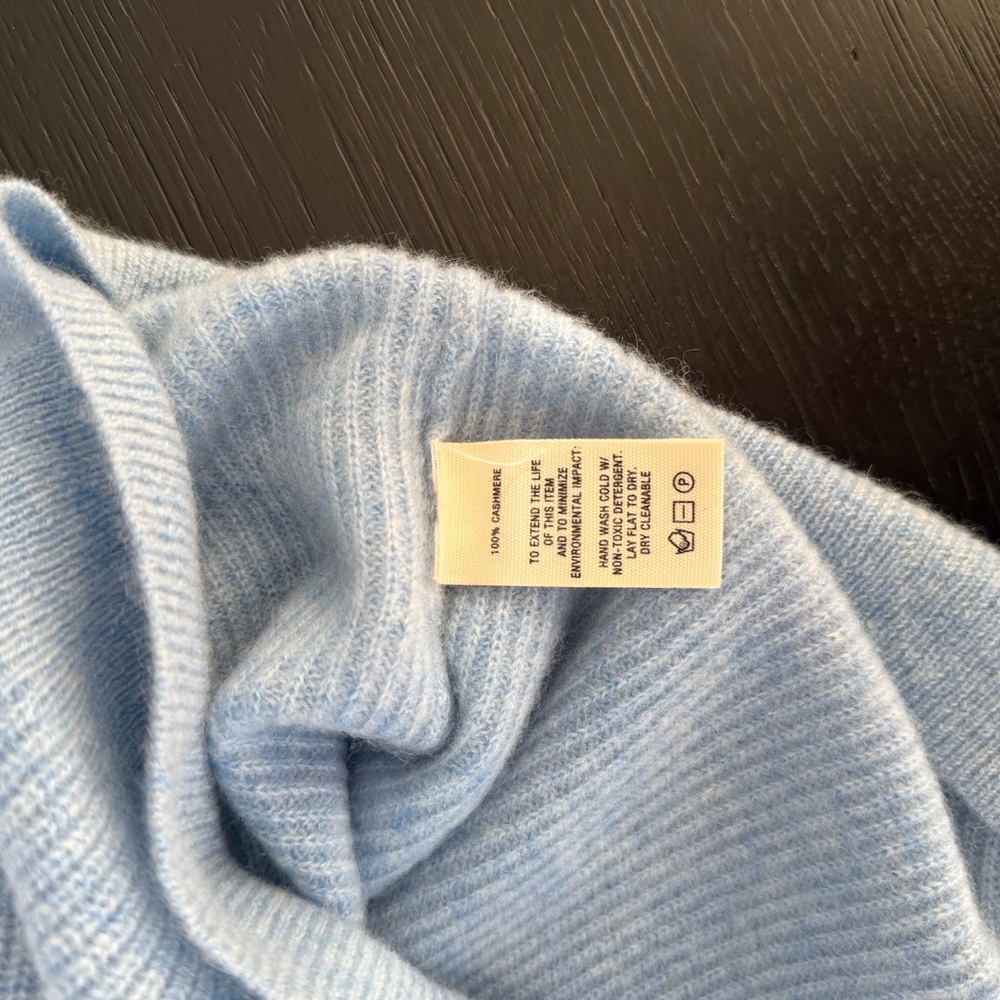 100% CASHMERE
TO EXTEND THE LIFE
OF THIS ITEM
AND TO MINIMIZE
ENVIRONMENTAL IMPACT:
HAND WASH COLD W/
NON-TOXIC DETERGENT.
LAY FLAT TO DRY.
DRY CLEANABLE
P